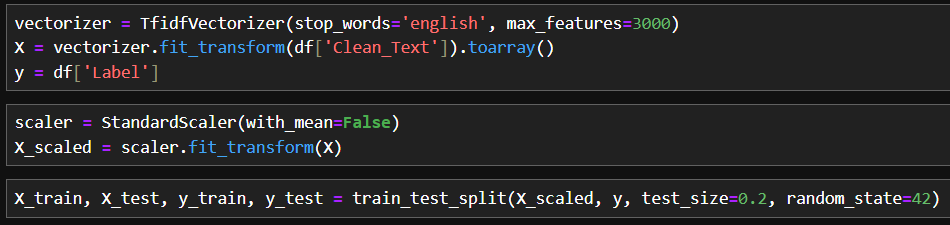 vectorizer = TfidfVectorizer(stop_words='english', max_features=3000)
X = vectorizer.fit_transform(df['Clean_Text']).toarray()
y = df['Label']
scaler = StandardScaler(with_mean=False)
X_scaled = scaler.fit_transform(X)
X_train, X_test, y_train, y_test = train_test_split(X_scaled, y, test_size=0.2, random_state=42)